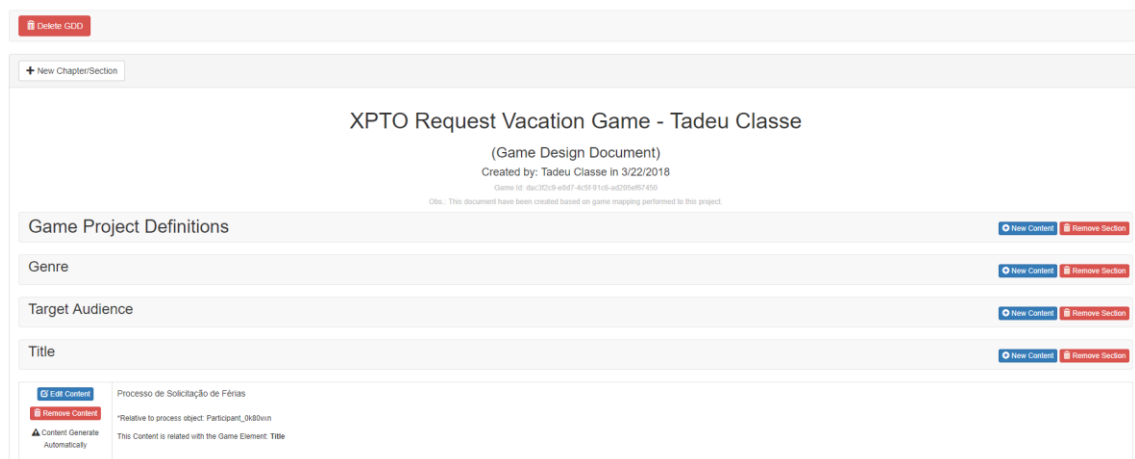 Delete GDD
New Chapter/Section
XPTO Request Vacation Game - Tadeu Classe
(Game Design Document)
Created by: Tadeu Classe in 3/22/2018
Obs.: This document have been created based on game mapping performed to this project.
Game Project Definitions
New Content Remove Section
Genre
New Content Remove Section
Target Audience
New Content Remove Section
Title
New Content Remove Section
Edit Content
Remove Content
Content Generate
Automatically
Processo de Solicitação de Férias
*Relative to process object:
This Content is related with the Game Element: Title